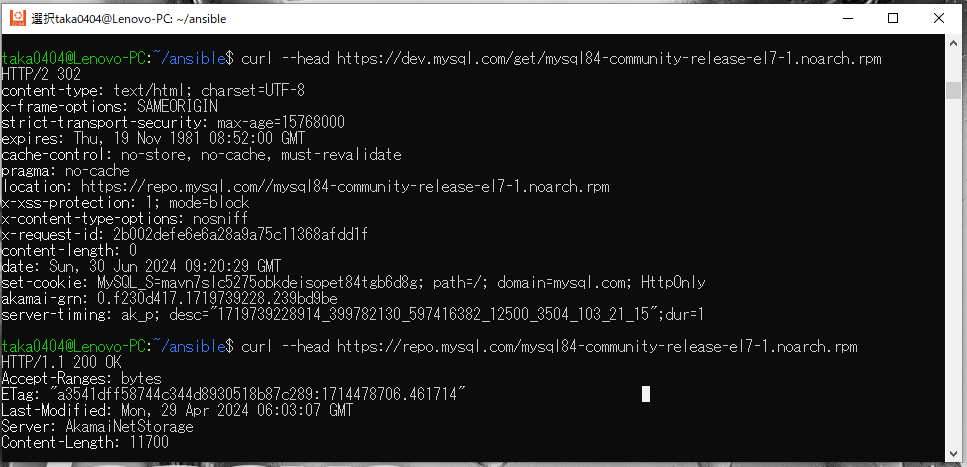 選択taka0404@Lenovo-PC: ~/ansible
taka0404@Lenovo-PC:~/ansible$ curl --head https://dev.mysql.com/get/mysql84-community-release-el7-1.noarch.rpm
HTTP/2 302
content-type: text/html; charset=UTF-8
x-frame-options: SAMEORIGIN
strict-transport-security: max-age=15768000
expires: Thu, 19 Nov 1981 08:52:00 GMT
cache-control: no-store, no-cache, must-revalidate
pragma: no-cache
location: https://repo.mysql.com//mysql84-community-release-el7-1.noarch.rpm
x-xss-protection: 1; mode=block
x-content-type-options: nosniff
x-request-id: 2b002defe6e6a28a9a75c11368afdd1f
content-length: 0
date: Sun, 30 Jun 2024 09:20:29 GMT
set-cookie: MySQL_S=mavn7slc5275obkdeisopet84tgb6d8g; path=/; domain=mysql.com; HttpOnly
akamai-grn: 0.f230d417.1719739228.239bd9be
server-timing: ak_p; desc="1719739228914_399782130_597416382_12500_3504_103_21_15";dur=1
taka0404@Lenovo-PC:~/ansible$ curl --head https://repo.mysql.com/mysql84-community-release-el7-1.noarch.rpm
HTTP/1.1 200 OK
Accept-Ranges: bytes
ETag: "a3541dff58744c344d8930518b87c289:1714478706.461714"
Last-Modified: Mon, 29 Apr 2024 06:03:07 GMT
Server: AkamaiNetStorage
Content-Length: 11700